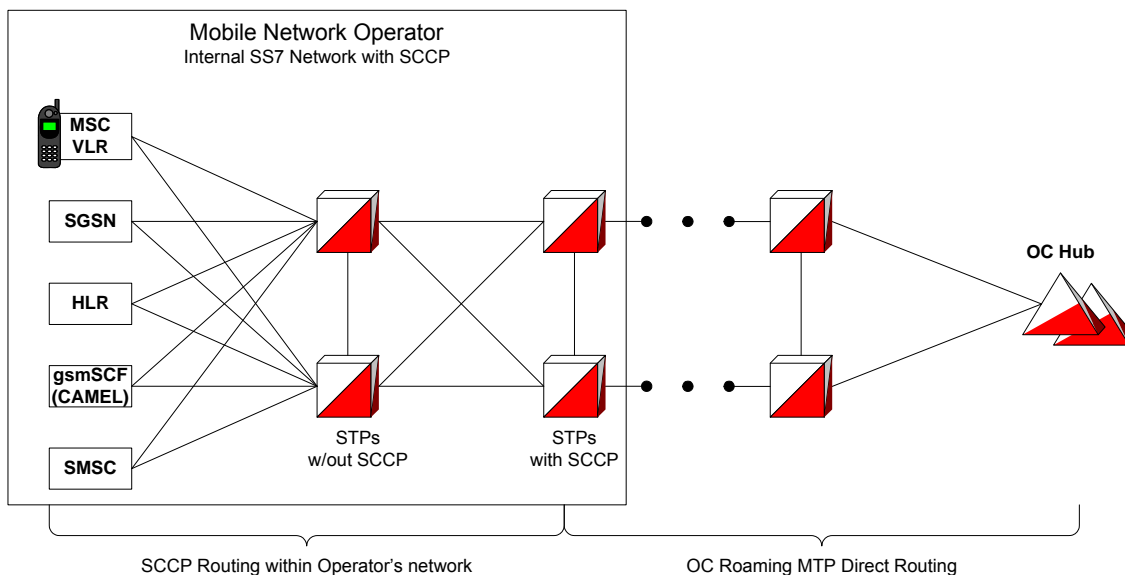 Mobile Network Operator
Internal SS7 Network with SCCP
MSC
VLR
SGSN
HLR
gsmSCF
(CAMEL)
SMSC
STPs
w/out SCCP
STPs
with SCCP
OC Hub
SCCP Routing within Operator's network
OC Roaming MTP Direct Routing